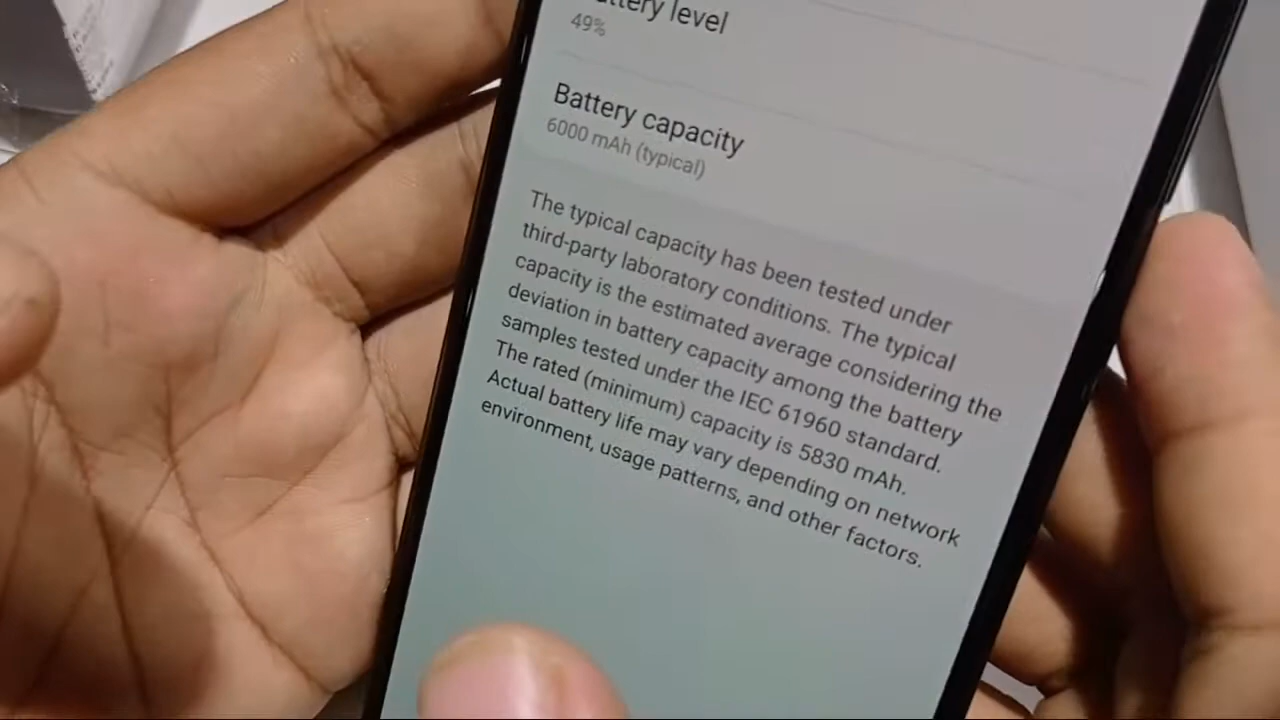 level
49%
Battery capacity
6000 mAh (typical)
The typical capacity has been tested under
third-party laboratory conditions. The typical
capacity is the estimated average considering the
deviation in battery capacity among the battery
samples tested under the IEC 61960 standard.
The rated (minimum) capacity is 5830 mAh.
Actual battery life may vary depending on network
environment, usage patterns, and other factors.